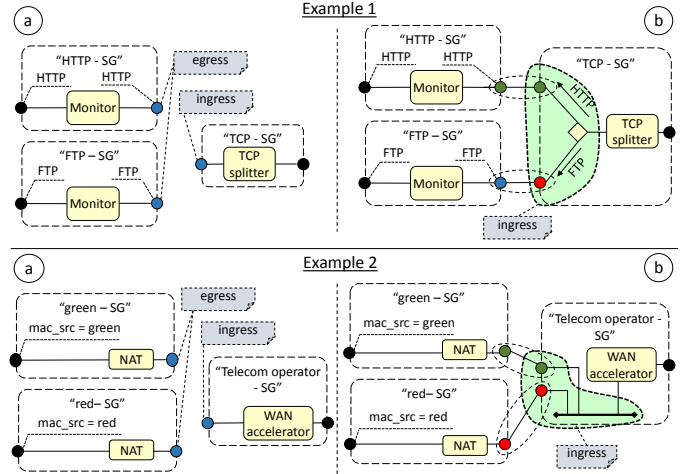 Example 1
a
b
"HTTP - SG"
HTTP
HTTP
Monitor
egress
ingress
"FTP – SG"
FTP
FTP
Monitor
"TCP – SG"
TCP
splitter
"HTTP - SG"
HTTP
HTTP
Monitor
"TCP – SG"
HTTP
FTP
TCP
splitter
"FTP – SG"
FTP
FTP
Monitor
ingress
Example 2
a
b
"green – SG"
mac_src = green
NAT
egress
ingress
"red– SG"
mac_src = red
NAT
"Telecom operator
- SG"
WAN
accelerator
"green – SG"
mac_src = green
NAT
"Telecom operator -
SG"
WAN
accelerator
"red–SG"
mac_src = red
NAT
ingress